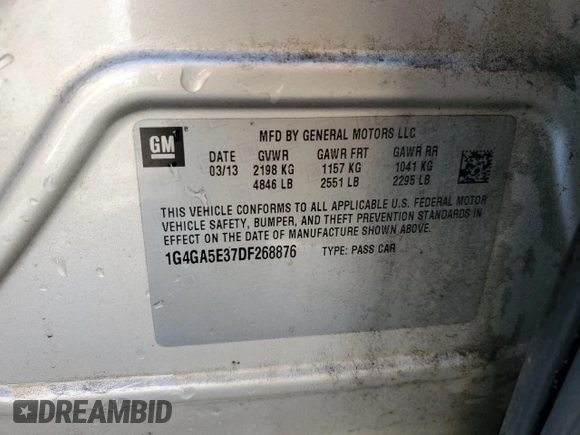 GM
MFD BY GENERAL MOTORS LLC
DATE GVWR GAWR FRT GAWR RR
03/13 2198 KG 1157 KG 1041 KG
4846 LB 2551 LB 2295 LB
THIS VEHICLE CONFORMS TO ALL APPLICABLE U.S. FEDERAL MOTOR
VEHICLE SAFETY, BUMPER, AND THEFT PREVENTION STANDARDS IN
EFFECT ON THE DATE OF MANUFACTURE SHOWN ABOVE.
1G4GA5E37DF268876 TYPE: PASS CAR
DREAMBID